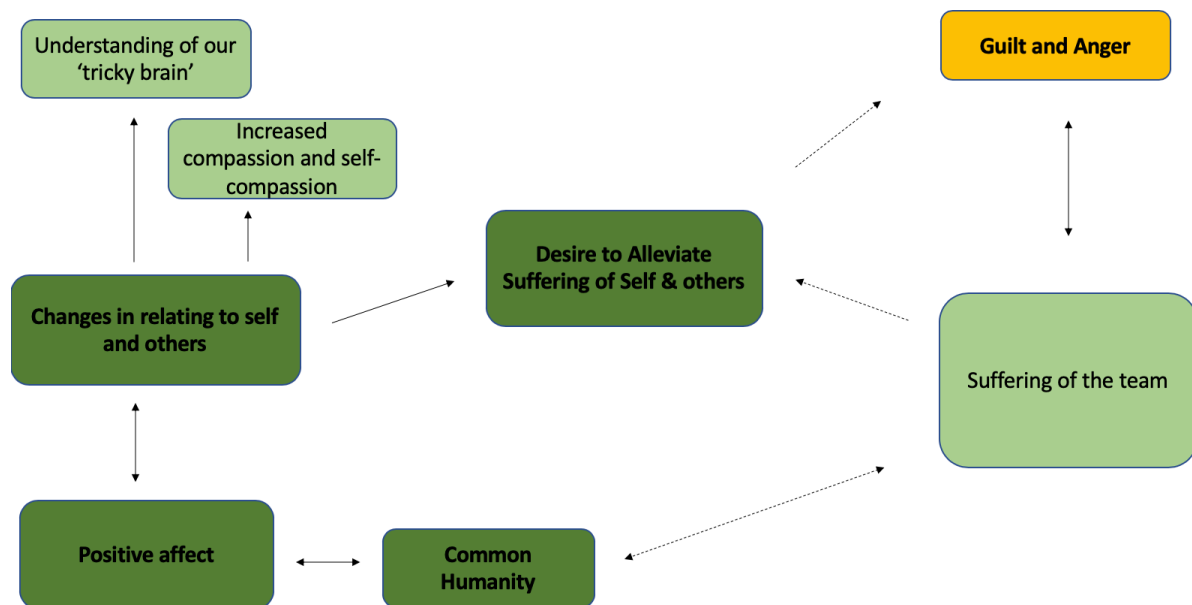 Understanding of our
‘tricky brain’
Guilt and Anger
Increased
compassion and self-
compassion
Desire to Alleviate
Suffering of Self & others
Changes in relating to self
and others
Suffering of the team
Positive affect
Common
Humanity